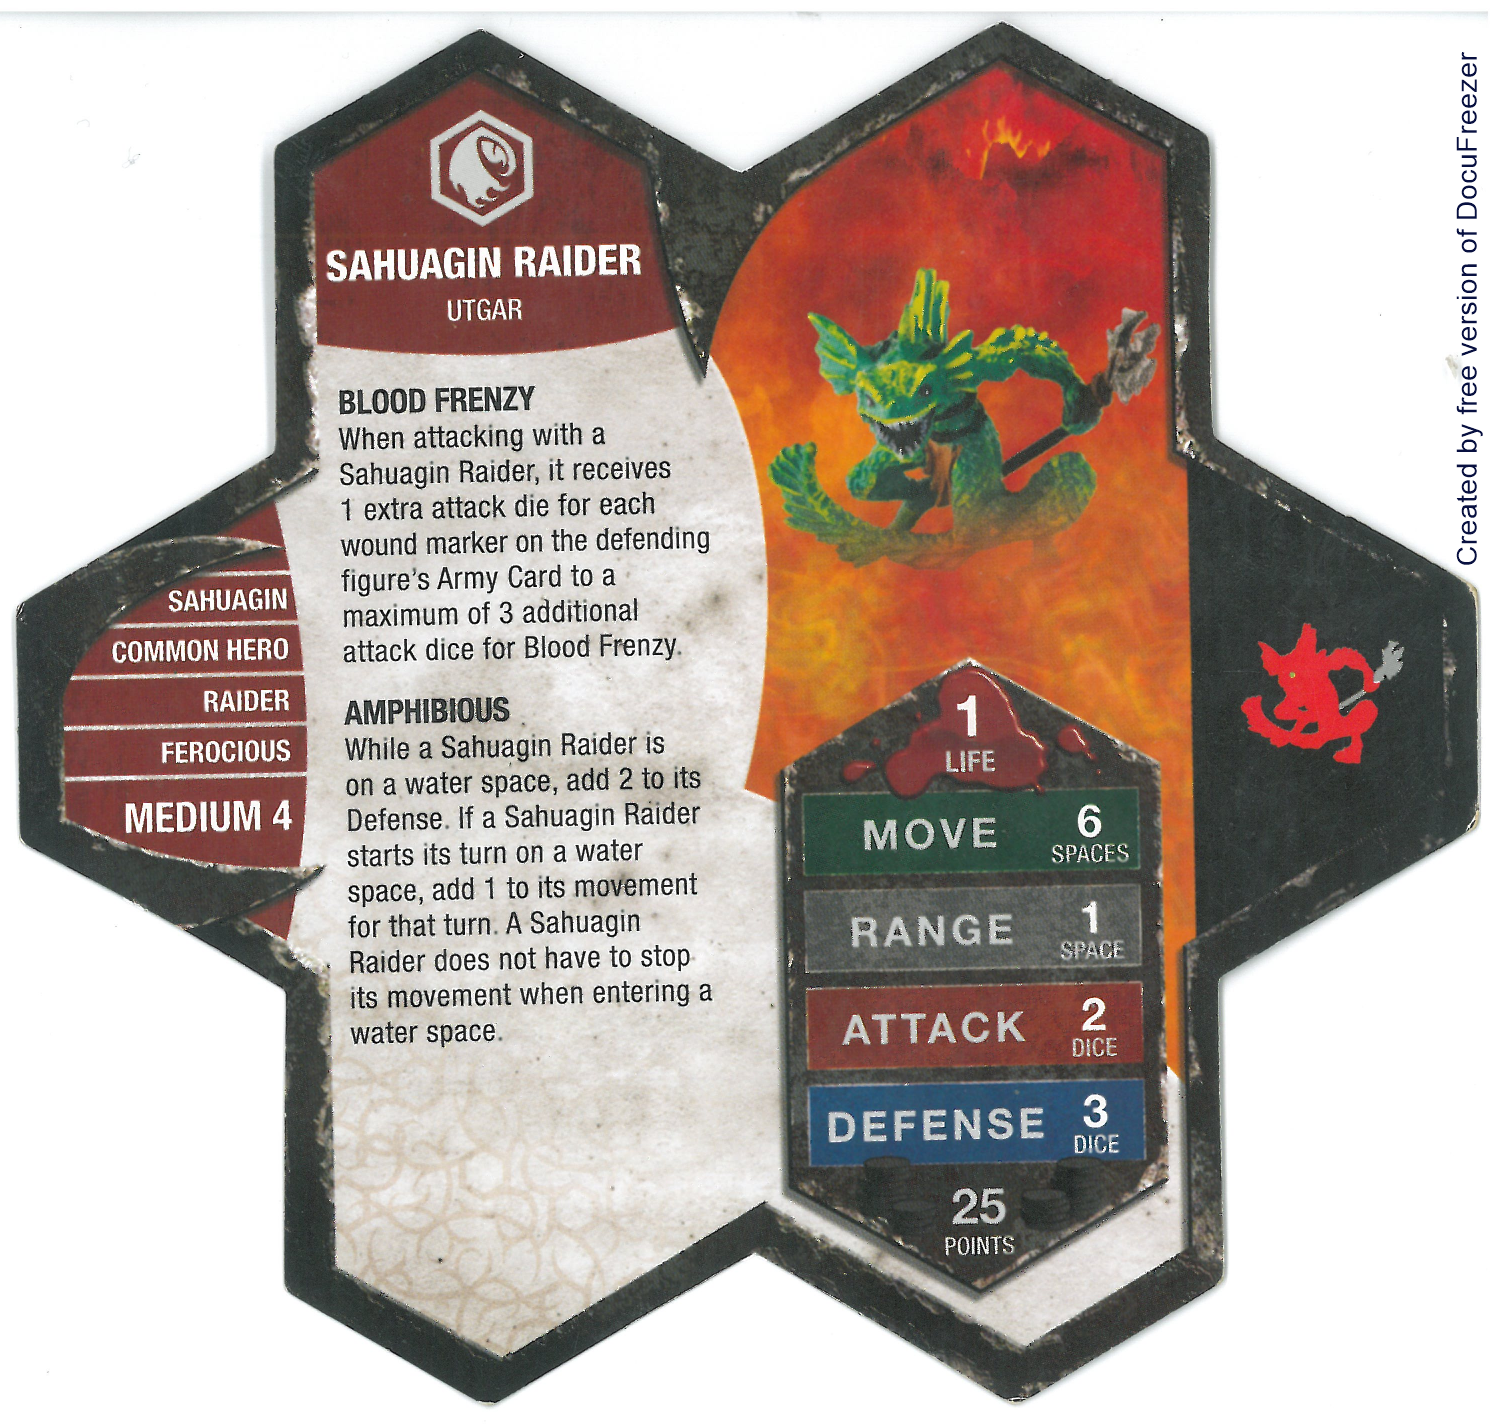 SAHUAGIN RAIDER
UTGAR
BLOOD FRENZY
When attacking with a
Sahuagin Raider, it receives
1 extra attack die for each
wound marker on the defending
figure's Army Card to a
maximum of 3 additional
attack dice for Blood Frenzy.
AMPHIBIOUS
While a Sahuagin Raider is
on a water space, add 2 to its
Defense. If a Sahuagin Raider
starts its turn on a water
space, add 1 to its movement
for that turn. A Sahuagin
Raider does not have to stop
its movement when entering a
water space.
SAHUAGIN
COMMON HERO
RAIDER
FEROCIOUS
MEDIUM 4
1
LIFE
MOVE 6
SPACES
RANGE 1
SPACE
ATTACK 2
DICE
DEFENSE 3
DICE
25
POINTS
Created by free version of DocuFreezer